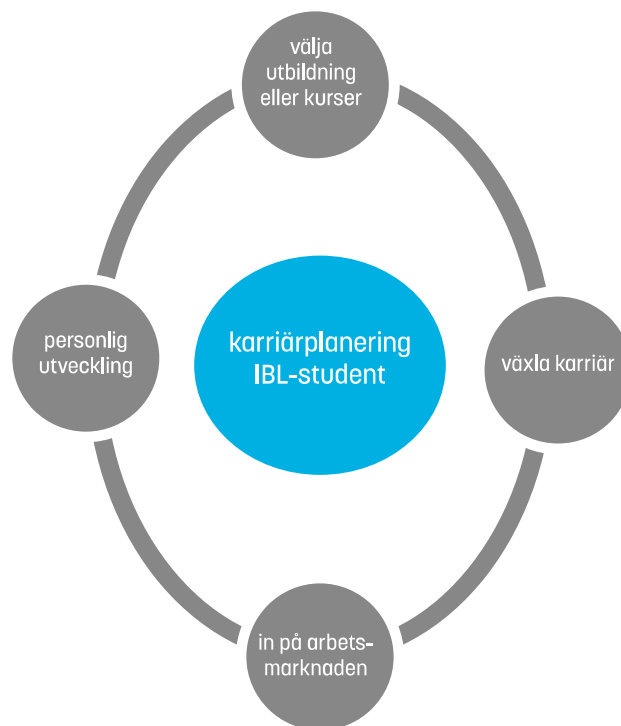 välja
utbildning
eller kurser
personlig
utveckling
karriärplanering
IBL-student
växla karriär
in på arbets-
marknaden